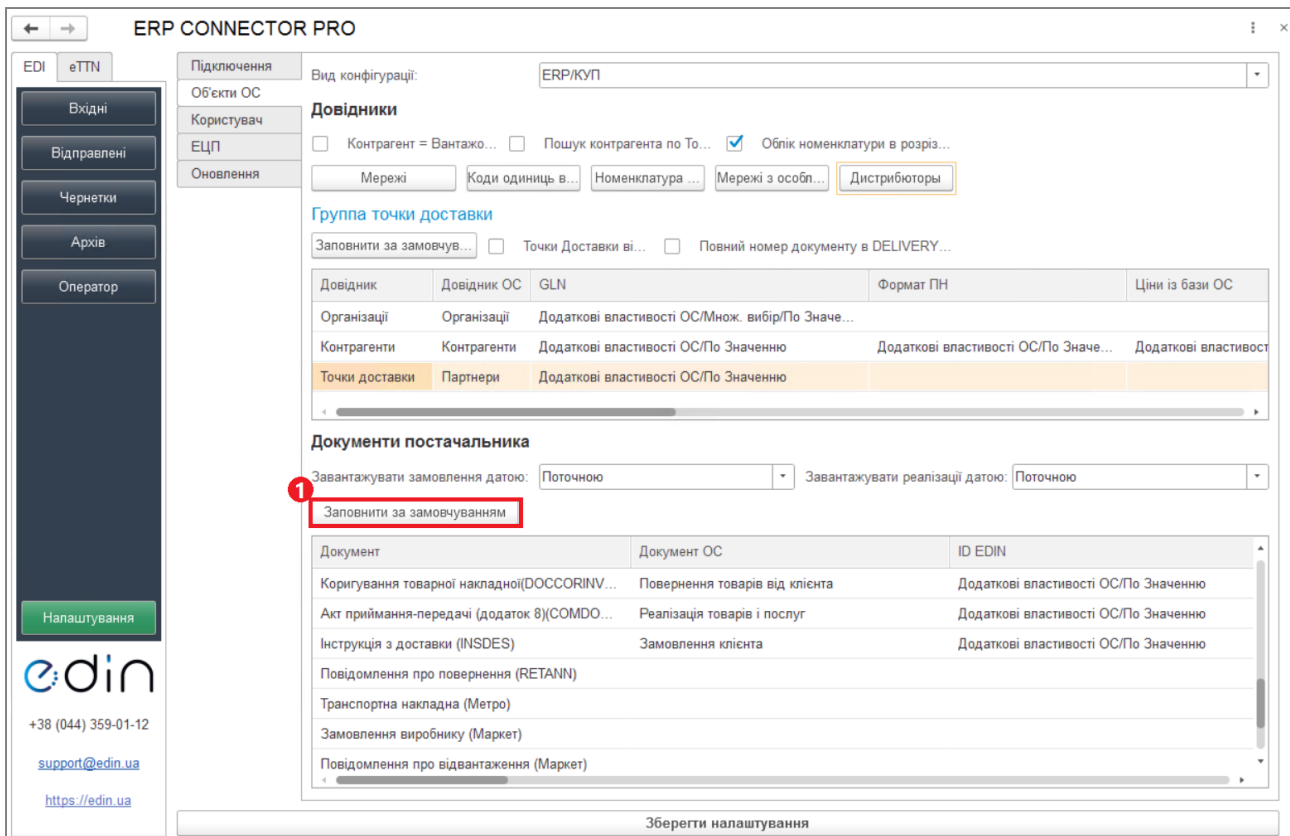 ERP CONNECTOR PRO
EDI eTTN
Вхідні
Відправлені
Чернетки
Архів
Оператор
Налаштування
edin
+38 (044) 359-01-12
support@edin.ua
https://edin.ua
Підключення
Об'єкти ОС
Користувач
ЕЦП
Оновлення
Вид конфігурації: ERP/КУП
Довідники
Контрагент = Вантажо... Пошук контрагента по То... Облік номенклатури в розріз...
Мережі Коди одиниць в... Номенклатура ... Мережі з особл... Дистрибюторы
Группа точки доставки
Заповнити за замовчув... Точки Доставки ві... Повний номер документу в DELIVERY...
Довідник Довідник ОС GLN Формат ПН Ціни із бази ОС
Організації Організації Додаткові властивості ОС/Множ. вибір/По Значе...
Контрагенти Контрагенти Додаткові властивості ОС/По Значенню Додаткові властивості ОС/По Значе... Додаткові властивост
Точки доставки Партнери Додаткові властивості ОС/По Значенню
Документи постачальника
Завантажувати замовлення датою: Поточною Завантажувати реалізації датою: Поточною
1
Заповнити за замовчуванням
Документ Документ ОС ID EDIN
Коригування товарної накладної(DOCCORINV... Повернення товарів від клієнта Додаткові властивості ОС/По Значенню
Акт приймання-передачі (додаток 8)(COMDO... Реалізація товарів і послуг Додаткові властивості ОС/По Значенню
Інструкція з доставки (INSDES) Замовлення клієнта Додаткові властивості ОС/По Значенню
Повідомлення про повернення (RETANN)
Транспортна накладна (Метро)
Замовлення виробнику (Маркет)
Повідомлення про відвантаження (Маркет)
Зберегти налаштування